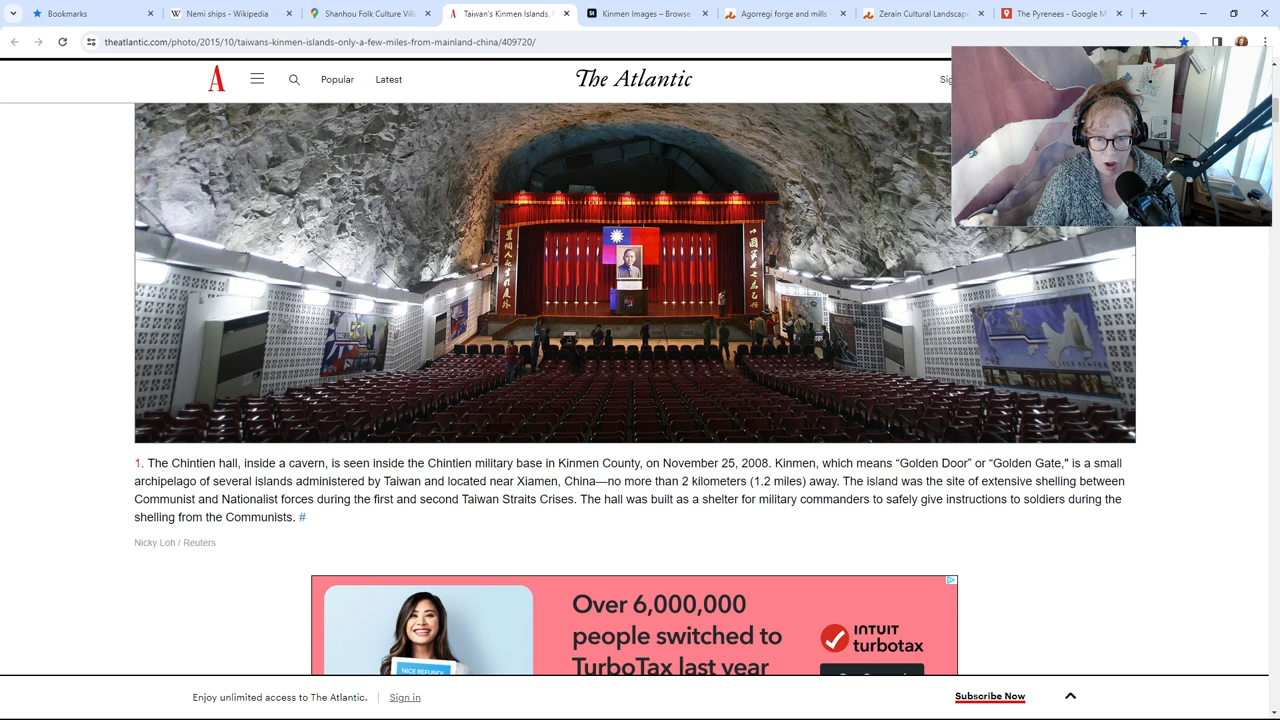 Bookmarks
Nemi ships - Wikipedia
Shanhou Folk Culture Vill
Taiwan's Kinmen Islands,
Kinmen Images – Browse
Agorregi forge and mills -
Zerain Cultural Landscape
The Pyrenees - Google M
theatlantic.com/photo/2015/10/taiwans-kinmen-islands-only-a-few-miles-from-mainland-china/409720/
Popular
Latest
The Atlantic
Sig
1. The Chintien hall, inside a cavern, is seen inside the Chintien military base in Kinmen County, on November 25, 2008. Kinmen, which means “Golden Door” or “Golden Gate," is a small
archipelago of several islands administered by Taiwan and located near Xiamen, China—no more than 2 kilometers (1.2 miles) away. The island was the site of extensive shelling between
Communist and Nationalist forces during the first and second Taiwan Straits Crises. The hall was built as a shelter for military commanders to safely give instructions to soldiers during the
shelling from the Communists. #
Nicky Loh / Reuters
Over 6,000,000
people switched to
TurboTax last year
NICE REFUND!
INTUIT
turbotax
Enjoy unlimited access to The Atlantic.
Sign in
Subscribe Now